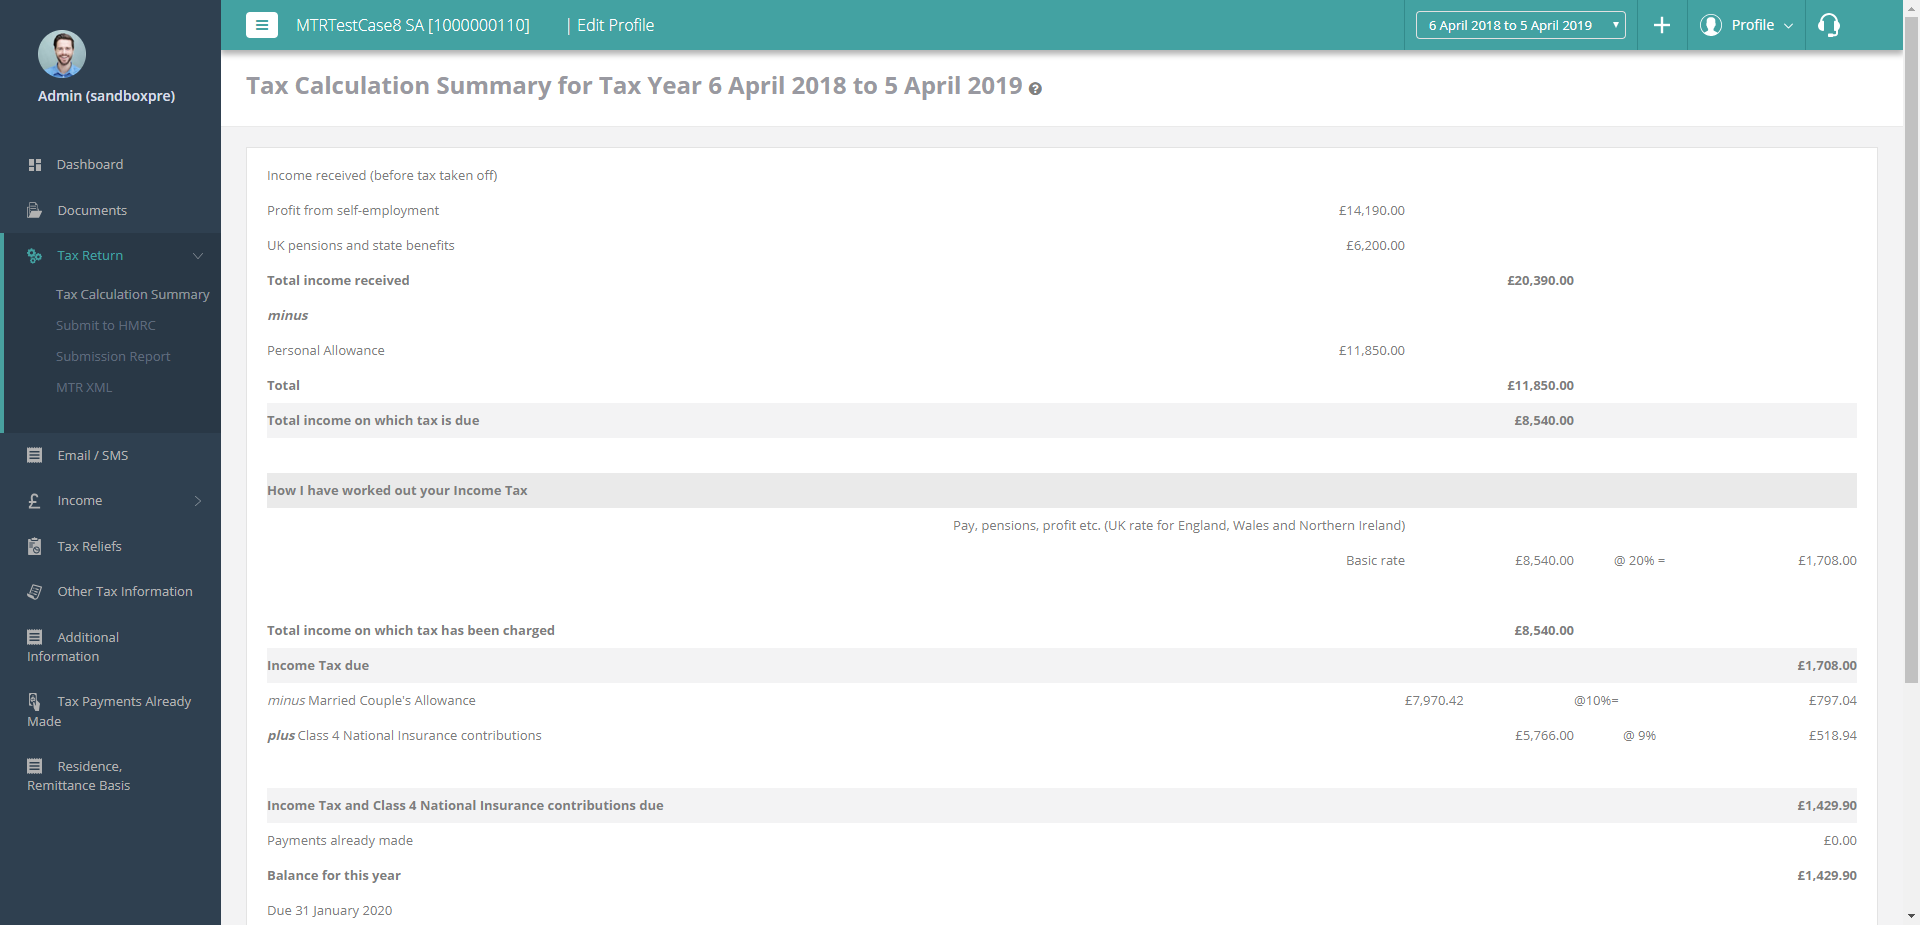 MTRTestCase8 SA [1000000110] | Edit Profile
6 April 2018 to 5 April 2019
Profile
Admin (sandboxpre)
Dashboard
Documents
Tax Return
Tax Calculation Summary
Submit to HMRC
Submission Report
MTR XML
Email / SMS
Income
Tax Reliefs
Other Tax Information
Additional
Information
Tax Payments Already
Made
Residence,
Remittance Basis
Tax Calculation Summary for Tax Year 6 April 2018 to 5 April 2019 ?
Income received (before tax taken off)
Profit from self-employment £14,190.00
UK pensions and state benefits £6,200.00
Total income received £20,390.00
minus
Personal Allowance £11,850.00
Total £11,850.00
Total income on which tax is due £8,540.00
How I have worked out your Income Tax
Pay, pensions, profit etc. (UK rate for England, Wales and Northern Ireland)
Basic rate £8,540.00 @ 20% = £1,708.00
Total income on which tax has been charged £8,540.00
Income Tax due £1,708.00
minus Married Couple's Allowance £7,970.42 @10%= £797.04
plus Class 4 National Insurance contributions £5,766.00 @ 9% £518.94
Income Tax and Class 4 National Insurance contributions due £1,429.90
Payments already made £0.00
Balance for this year £1,429.90
Due 31 January 2020